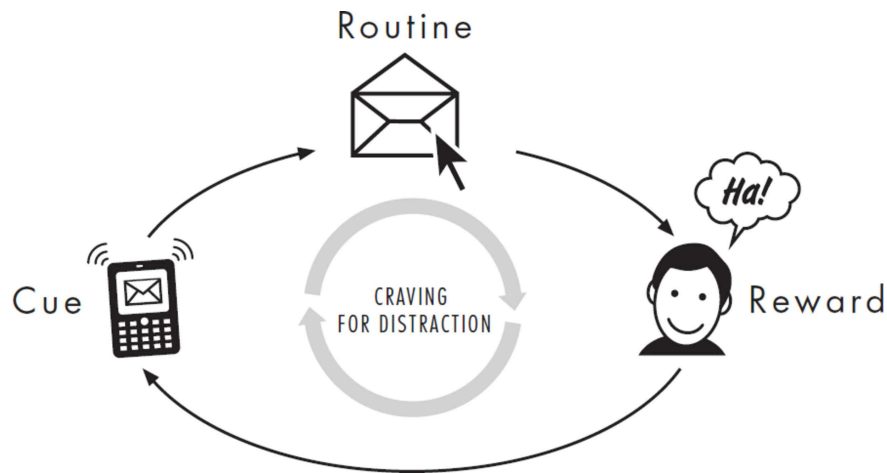 Routine
Ha!
Cue
CRAVING
FOR DISTRACTION
Reward